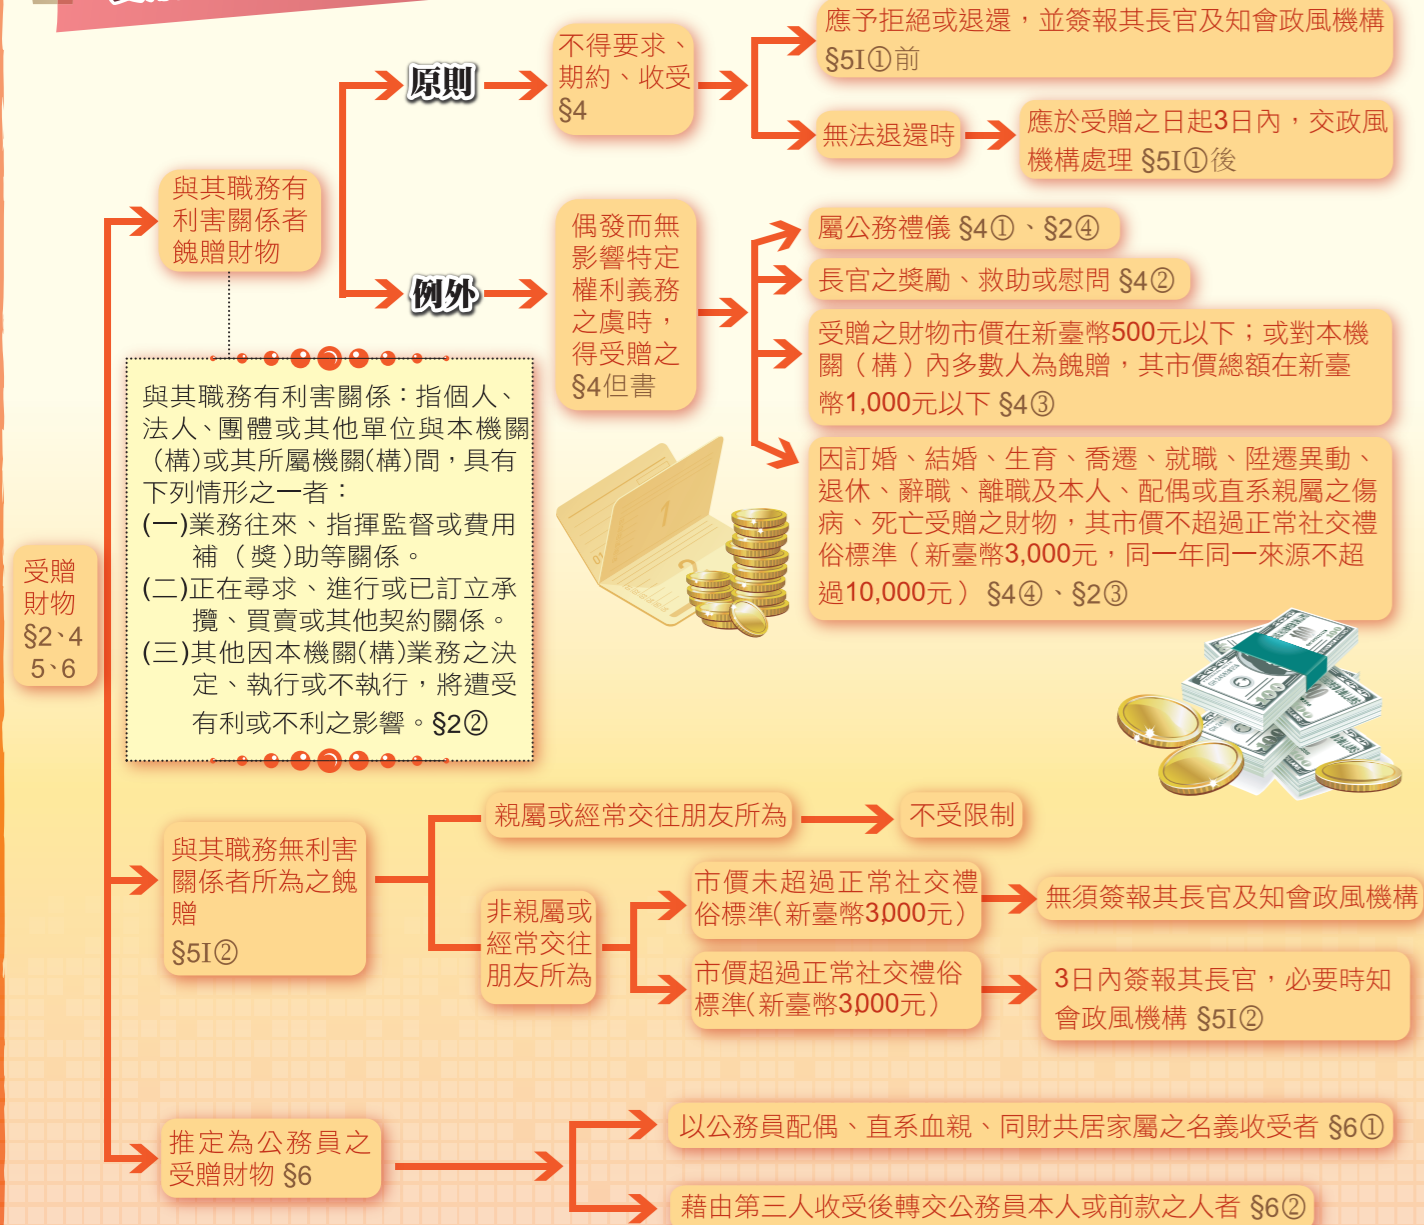 受贈
財物
§2、4
5、6
與其職務有
利害關係者
餽贈財物
原則
不得要求、
期約、收受
§4
應予拒絕或退還，並簽報其長官及知會政風機構
§5I①前
無法退還時
應於受贈之日起3日內，交政風
機構處理 §5I①後
例外
偶發而無
影響特定
權利義務
之虞時，
得受贈之
§4但書
屬公務禮儀 §4①、§2④
長官之獎勵、救助或慰問 §4②
受贈之財物市價在新臺幣500元以下；或對本機
關（構）內多數人為餽贈，其市價總額在新臺
幣1,000元以下 §4③
因訂婚、結婚、生育、喬遷、就職、陞遷異動、
退休、辭職、離職及本人、配偶或直系親屬之傷
病、死亡受贈之財物，其市價不超過正常社交禮
俗標準（新臺幣3,000元，同一年同一來源不超
過10,000元） §4④、§2③
與其職務有利害關係：指個人、
法人、團體或其他單位與本機關
(構)或其所屬機關(構)間，具有
下列情形之一者：
(一)業務往來、指揮監督或費用
補（獎)助等關係。
(二)正在尋求、進行或已訂立承
攬、買賣或其他契約關係。
(三)其他因本機關(構)業務之決
定、執行或不執行，將遭受
有利或不利之影響。§2②
1
2
100
100
100
與其職務無利害
關係者所為之餽
贈
§5I②
親屬或經常交往朋友所為
不受限制
非親屬或
經常交往
朋友所為
市價未超過正常社交禮
俗標準(新臺幣3,000元)
無須簽報其長官及知會政風機構
市價超過正常社交禮俗
標準(新臺幣3,000元)
3日內簽報其長官，必要時知
會政風機構 §5I②
推定為公務員之
受贈財物 §6
以公務員配偶、直系血親、同財共居家屬之名義收受者 §6①
藉由第三人收受後轉交公務員本人或前款之人者 §6②